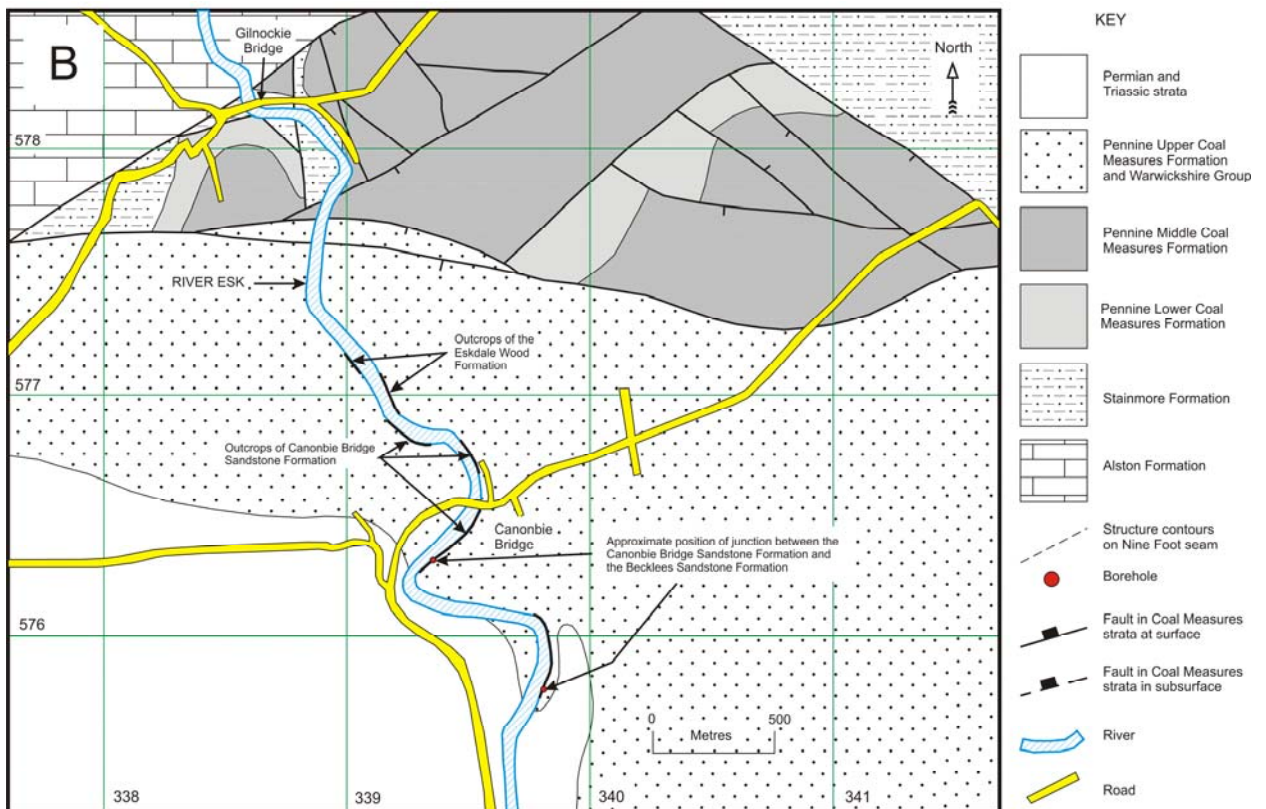 B
Gilnockie
Bridge
North
578
RIVER ESK
Outcrops of the
Eskdale Wood
Formation
577
Outcrops of Canonbie Bridge
Sandstone Formation
Canonbie
Bridge
Approximate position of junction between the
Canonbie Bridge Sandstone Formation and
the Becklees Sandstone Formation
576
0
500
Metres
338
339
340
341
KEY
Permian and
Triassic strata
Pennine Upper Coal
Measures Formation
and Warwickshire Group
Pennine Middle Coal
Measures Formation
Pennine Lower Coal
Measures Formation
Stainmore Formation
Alston Formation
Structure contours
on Nine Foot seam
Borehole
Fault in Coal Measures
strata at surface
Fault in Coal Measures
strata in subsurface
River
Road